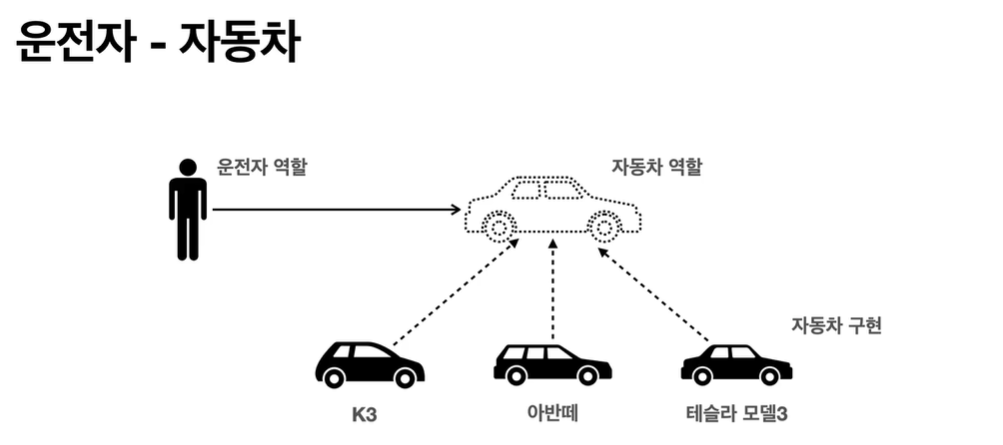 운전자 - 자동차
운전자 역할
자동차 역할
자동차 구현
K3
아반떼
테슬라 모델3